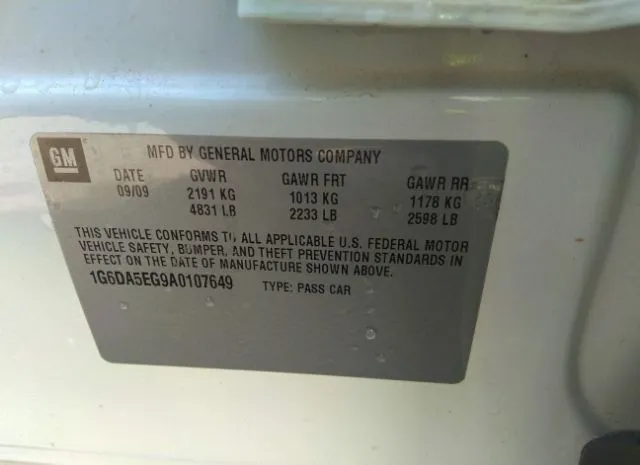 GM
MFD BY GENERAL MOTORS COMPANY
DATE GVWR GAWR FRT GAWR RR
09/09 2191 KG 1013 KG 1178 KG
4831 LB 2233 LB 2598 LB
THIS VEHICLE CONFORMS TO ALL APPLICABLE U.S. FEDERAL MOTOR
VEHICLE SAFETY, BUMPER, AND THEFT PREVENTION STANDARDS IN
EFFECT ON THE DATE OF MANUFACTURE SHOWN ABOVE.
1G6DA5EG9A0107649 TYPE: PASS CAR